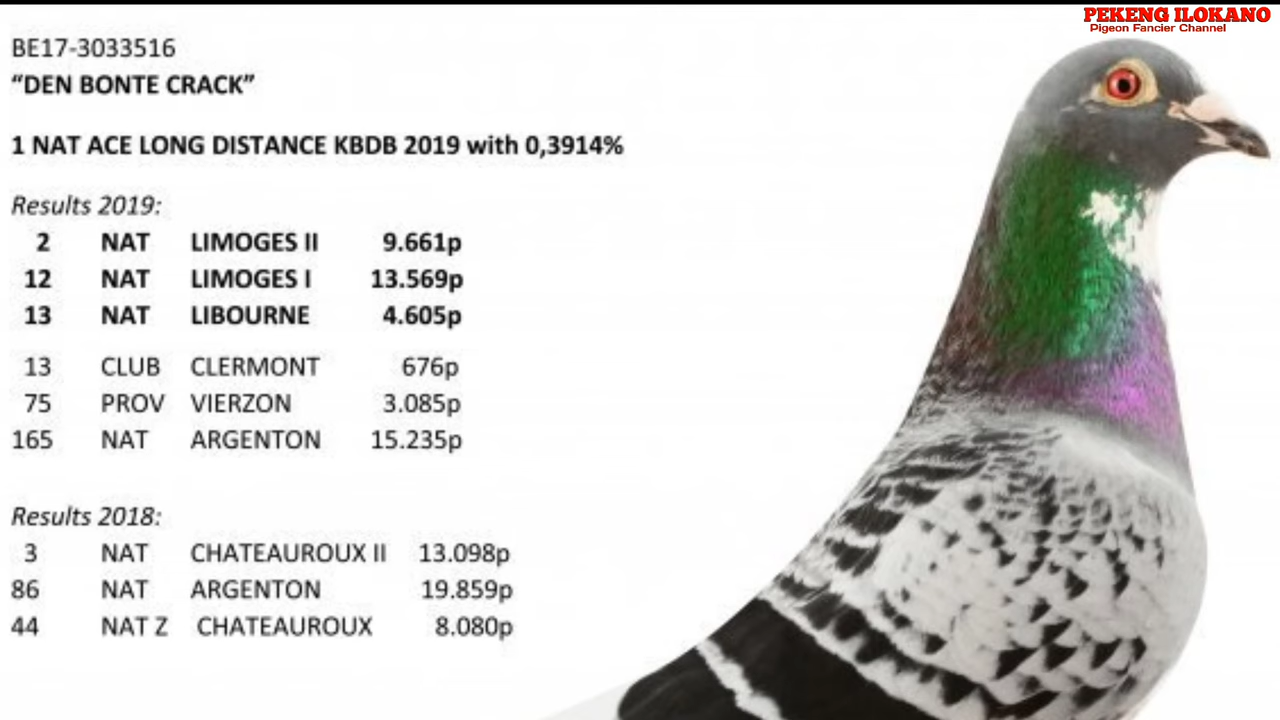 PEKENG ILOKANO
Pigeon Fancier Channel
BE17-3033516
“DEN BONTE CRACK”
1 NAT ACE LONG DISTANCE KBDB 2019 with 0,3914%
Results 2019:
2 NAT LIMOGES II 9.661p
12 NAT LIMOGES I 13.569p
13 NAT LIBOURNE 4.605p
13 CLUB CLERMONT 676p
75 PROV VIERZON 3.085p
165 NAT ARGENTON 15.235p
Results 2018:
3 NAT CHATEAUROUX II 13.098p
86 NAT ARGENTON 19.859p
44 NAT Z CHATEAUROUX 8.080p